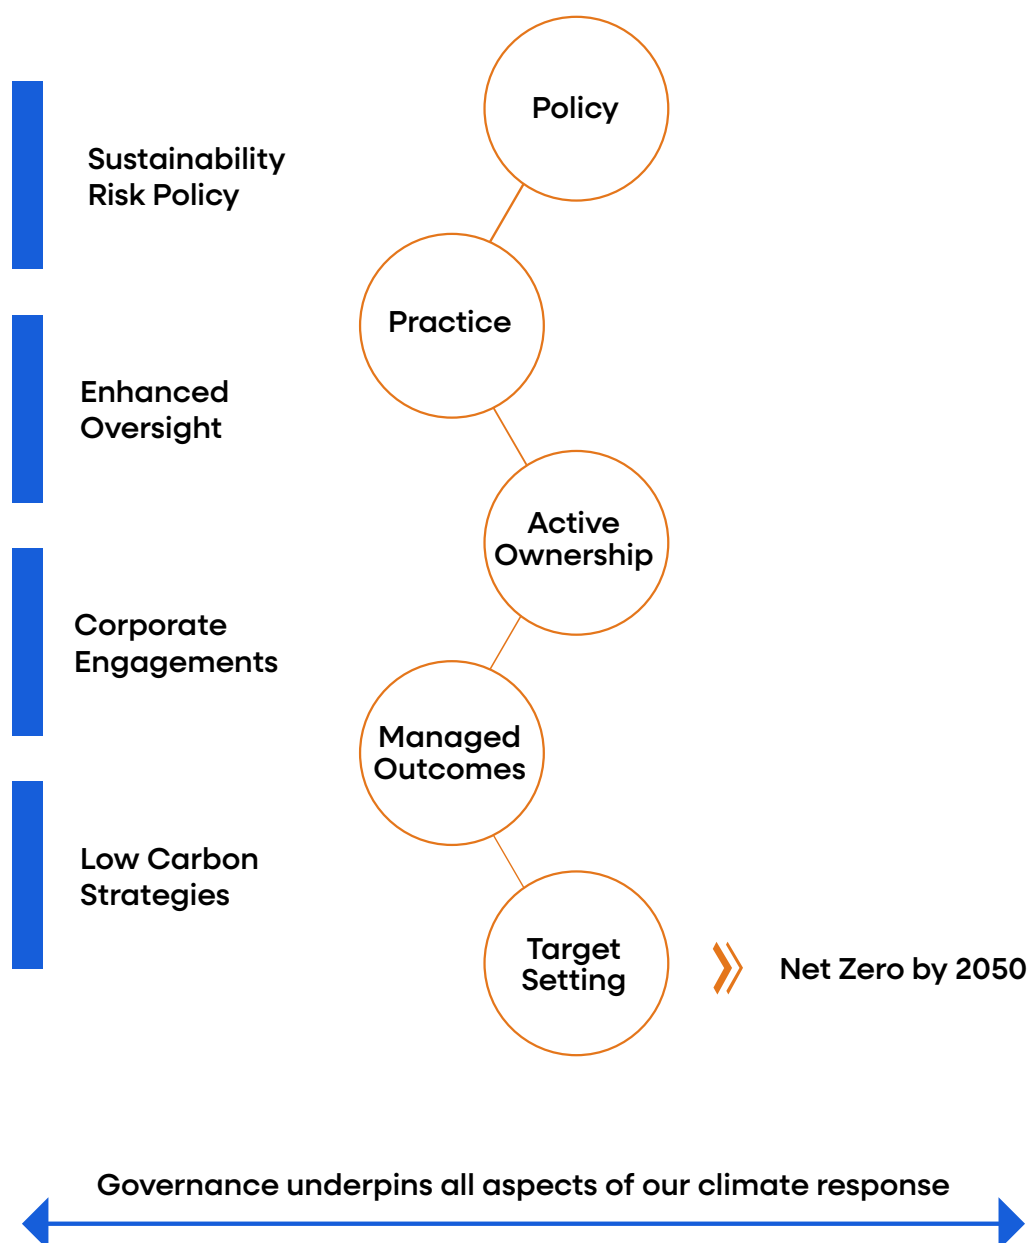 Policy
Sustainability
Risk Policy
Practice
Enhanced
Oversight
Active
Ownership
Corporate
Engagements
Managed
Outcomes
Low Carbon
Strategies
Target
Setting
Net Zero by 2050
Governance underpins all aspects of our climate response